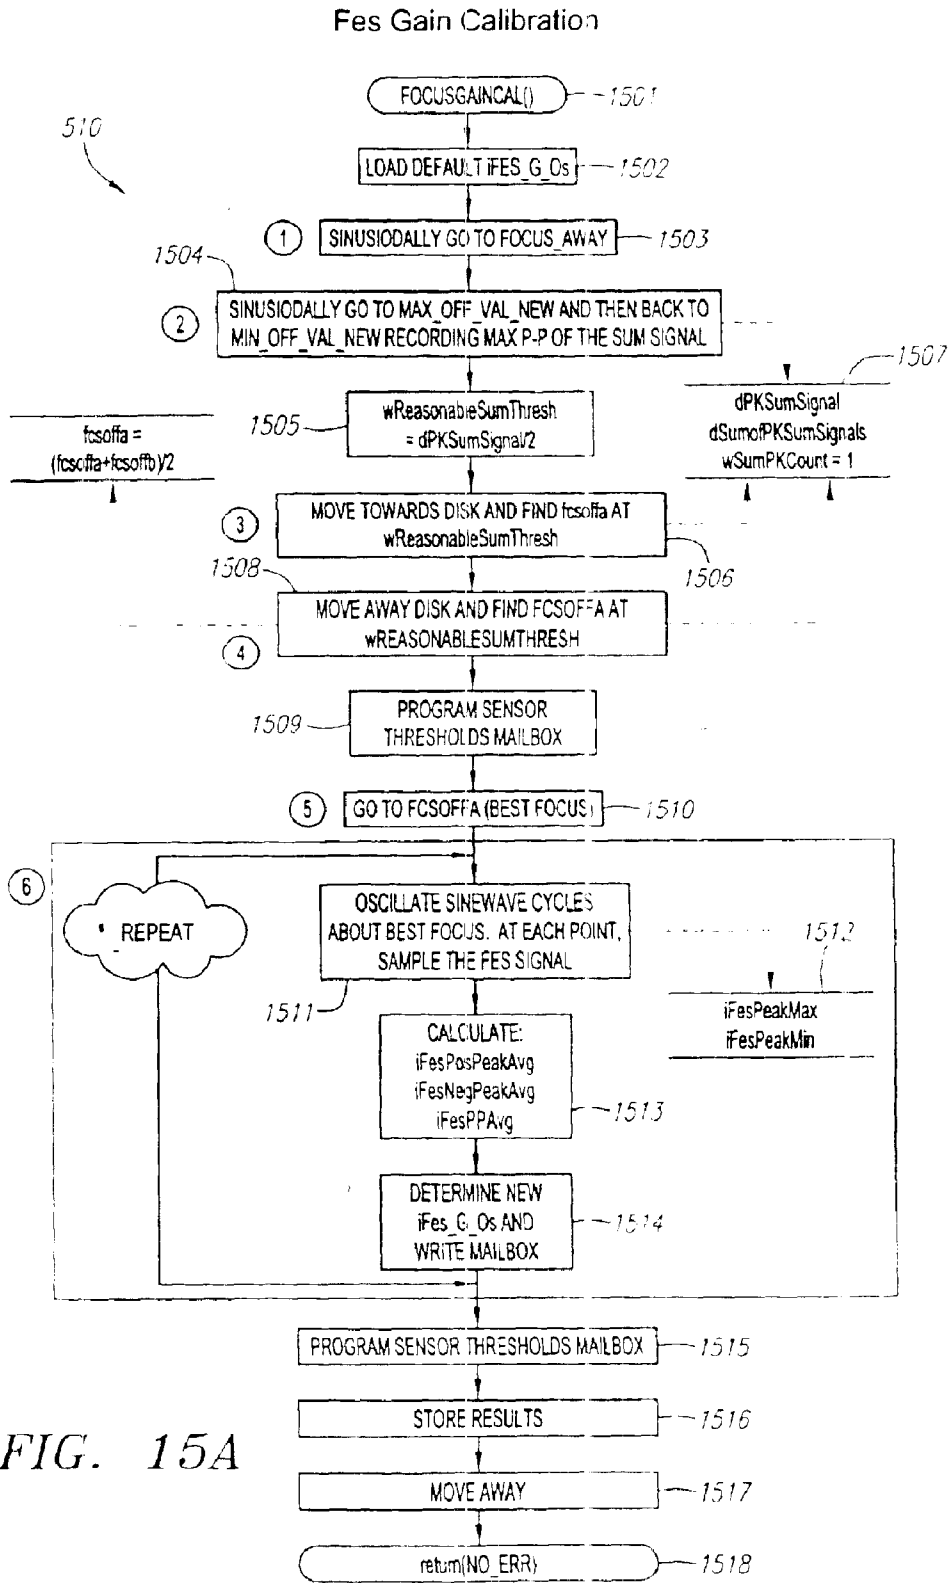 Fes Gain Calibration
FOCUSGAINCAL()
1501
510
LOAD DEFAULT iFES_G_Os
1502
1
SINUSIODALLY GO TO FOCUS_AWAY
1503
1504
2
SINUSIODALLY GO TO MAX_OFF_VAL_NEW AND THEN BACK TO
MIN_OFF_VAL_NEW RECORDING MAX P-P OF THE SUM SIGNAL
1507
1505
wReasonableSumThresh
= dPKSumSignal/2
dPKSumSignal
dSumofPKSumSignals
wSumPKCount = 1
fcsoffa =
(fcsoffa+fcsoffb)/2
3
MOVE TOWARDS DISK AND FIND fcsoffa AT
wReasonableSumThresh
1506
1508
MOVE AWAY DISK AND FIND FCSOFFA AT
wREASONABLESUMTHRESH
4
1509
PROGRAM SENSOR
THRESHOLDS MAILBOX
5
GO TO FCSOFFA (BEST FOCUS)
1510
6
REPEAT
OSCILLATE SINEWAVE CYCLES
ABOUT BEST FOCUS. AT EACH POINT,
SAMPLE THE FES SIGNAL
1511
1512
iFesPeakMax
iFesPeakMin
CALCULATE:
iFesPosPeakAvg
iFesNegPeakAvg
iFesPPAvg
1513
DETERMINE NEW
iFes_G_Os AND
WRITE MAILBOX
1514
PROGRAM SENSOR THRESHOLDS MAILBOX
1515
STORE RESULTS
1516
MOVE AWAY
1517
return(NO_ERR)
1518
FIG. 15A